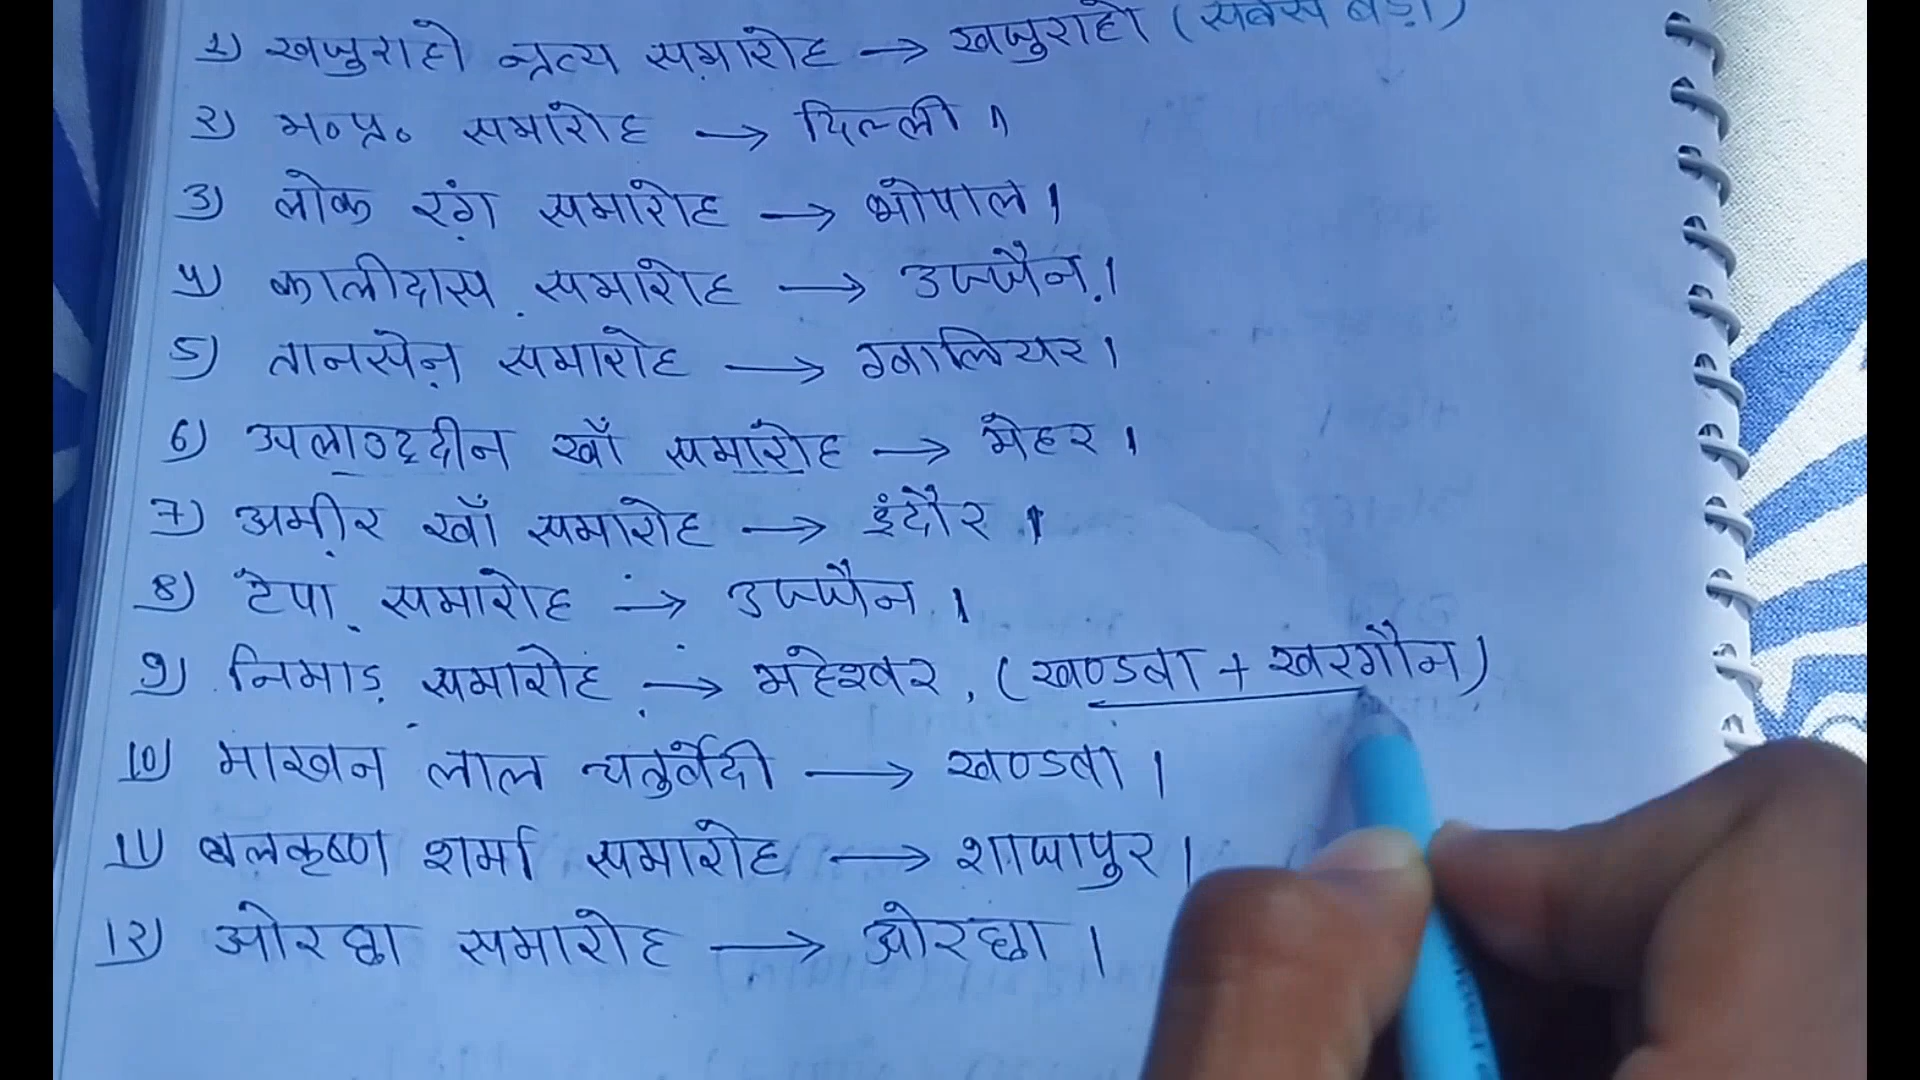 1) खजुराहो नृत्य समारोह → खजुराहो (सबसे बड़ा)
2) म॰प्र॰ समारोह → दिल्ली ।
3) लोक रंग समारोह → भोपाल ।
4) कालीदास समारोह → उज्जैन ।
5) तानसेन समारोह → ग्वालियर ।
6) अलाउद्दीन खाँ समारोह → मेहर ।
7) अमीर खाँ समारोह → इंदौर ।
8) टेपा समारोह → उज्जैन ।
9) निमाड़ समारोह → महेश्वर, (खण्डवा + खरगौन)
10) माखन लाल चतुर्वेदी → खण्डवा ।
11) बलकृष्ण शर्मा समारोह → शाजापुर ।
12) ओरछा समारोह → ओरछा ।